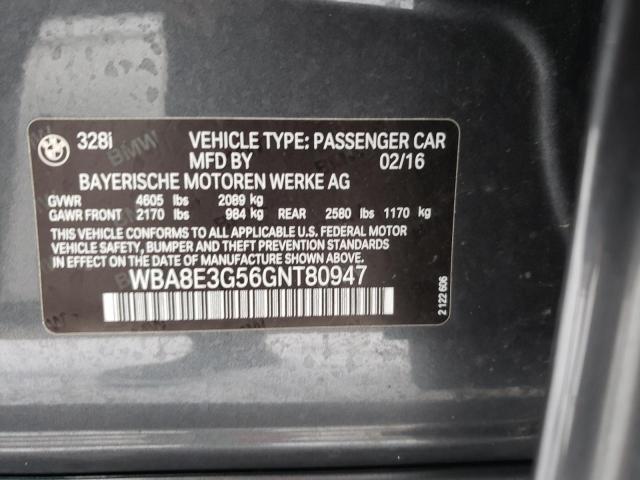 BMW 328i VEHICLE TYPE: PASSENGER CAR
MFD BY 02/16
BAYERISCHE MOTOREN WERKE AG
GVWR 4605 lbs 2089 kg
GAWR FRONT 2170 lbs 984 kg REAR 2580 lbs 1170 kg
THIS VEHICLE CONFORMS TO ALL APPLICABLE U.S. FEDERAL MOTOR
VEHICLE SAFETY, BUMPER AND THEFT PREVENTION STANDARDS
IN EFFECT ON THE DATE OF MANUFACTURE SHOWN ABOVE.
WBA8E3G56GNT80947
2 122 606